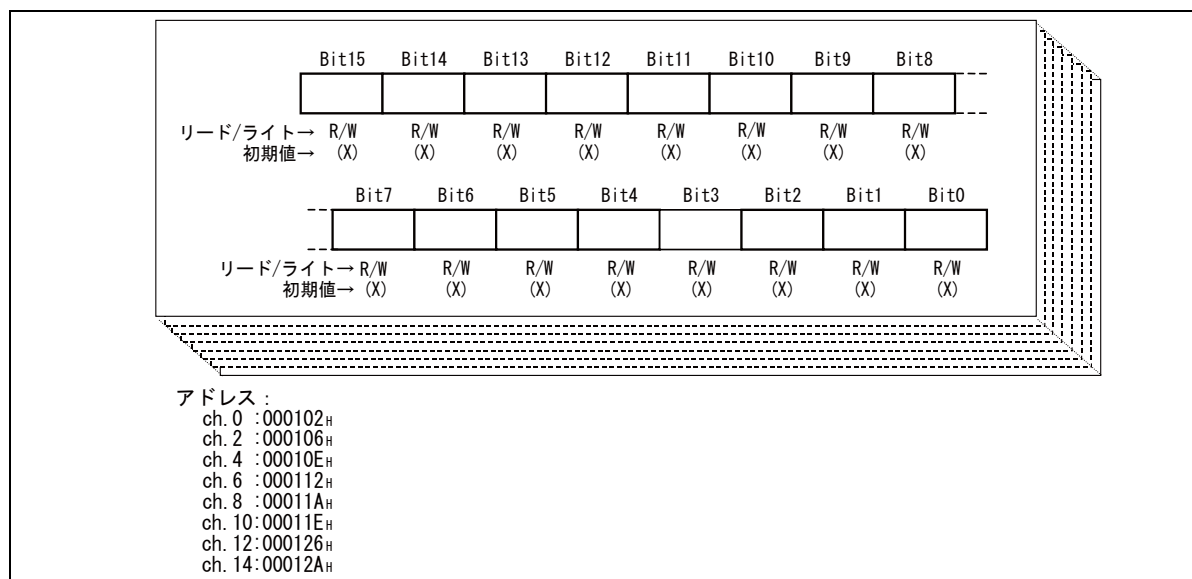 Bit15 Bit14 Bit13 Bit12 Bit11 Bit10 Bit9 Bit8
リード/ライト→ R/W R/W R/W R/W R/W R/W R/W R/W
初期値→ (X) (X) (X) (X) (X) (X) (X) (X)
Bit7 Bit6 Bit5 Bit4 Bit3 Bit2 Bit1 Bit0
リード/ライト→ R/W R/W R/W R/W R/W R/W R/W R/W
初期値→ (X) (X) (X) (X) (X) (X) (X) (X)
アドレス:
ch.0 :000102H
ch.2 :000106H
ch.4 :00010EH
ch.6 :000112H
ch.8 :00011AH
ch.10:00011EH
ch.12:000126H
ch.14:00012AH